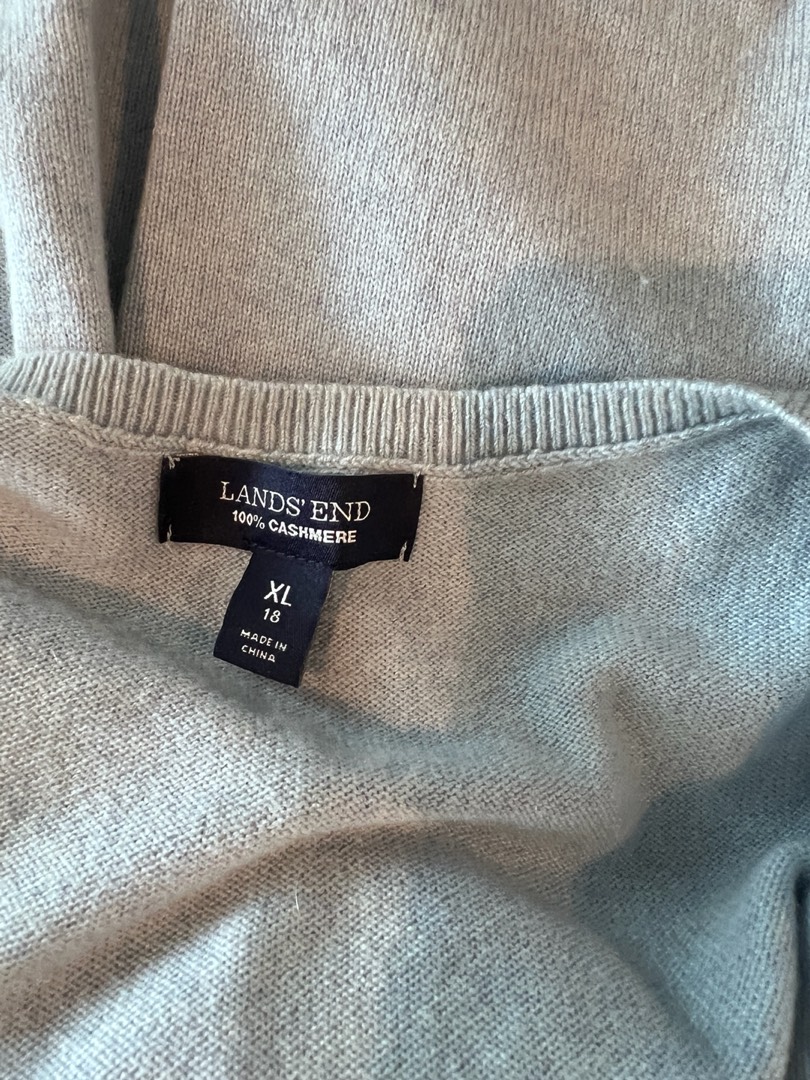 LANDS' END
100% CASHMERE
XL
18
MADE IN
CHINA